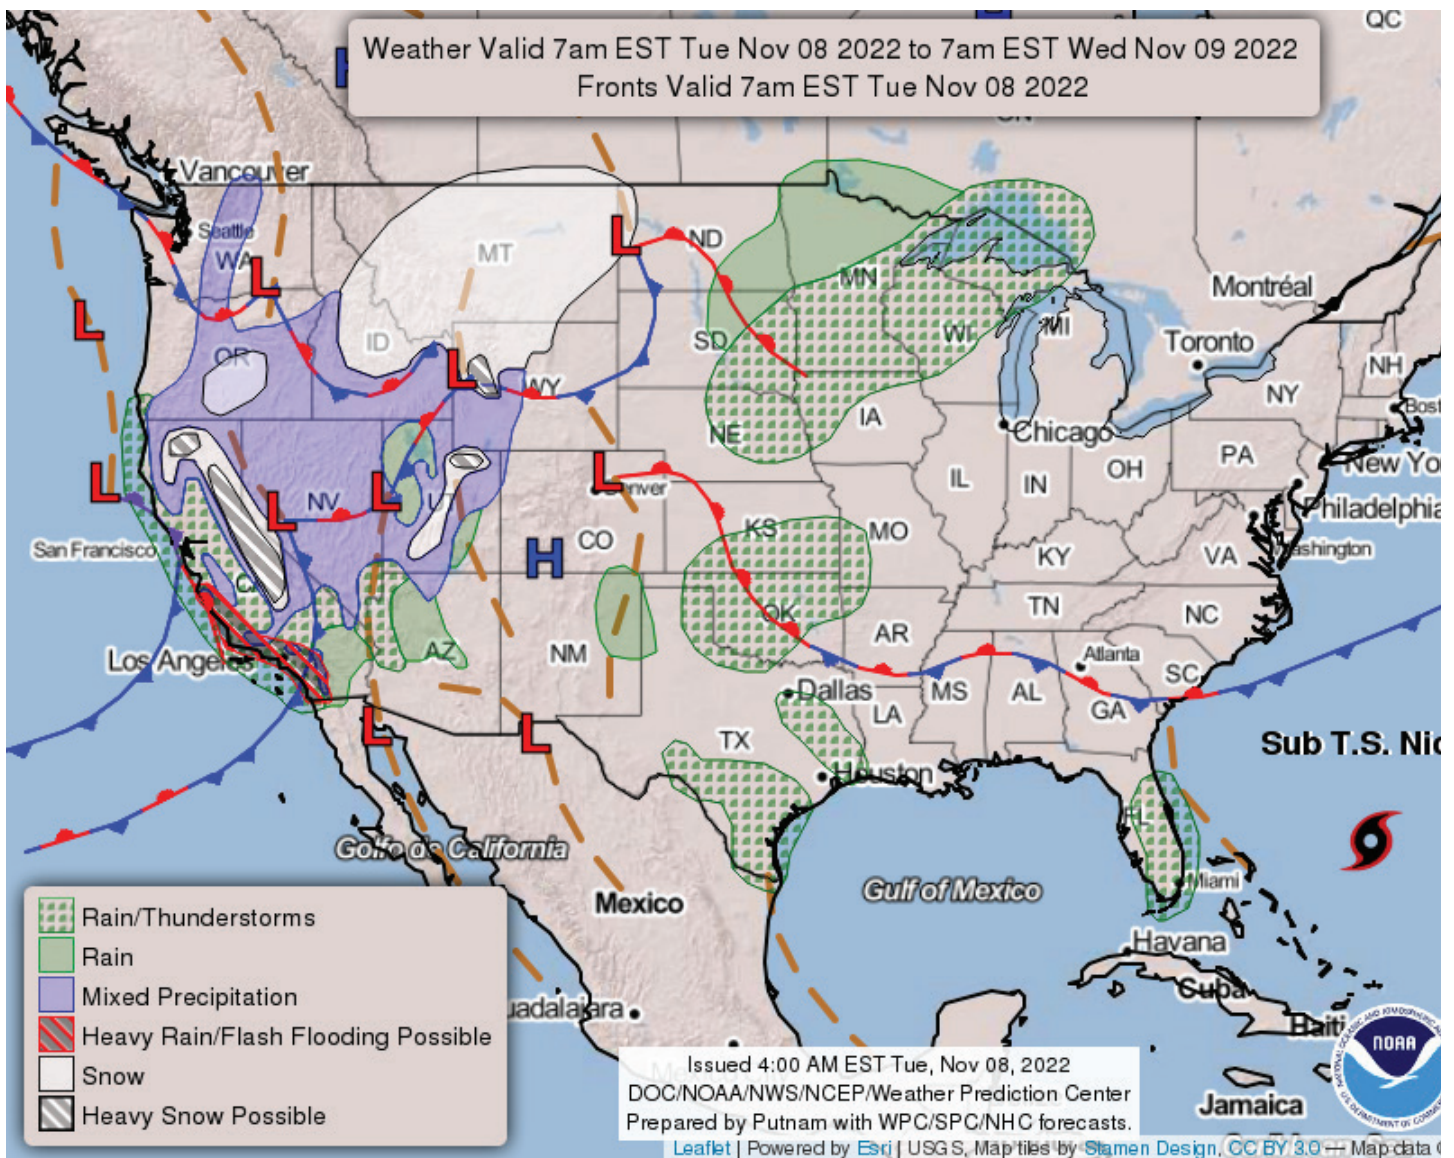 Weather Valid 7am EST Tue Nov 08 2022 to 7am EST Wed Nov 09 2022
Fronts Valid 7am EST Tue Nov 08 2022
QC
H
Vancouver
Seattle
WA
MT
L
ND
MN
Montréal
L
L
OR
ID
SD
WI
MI
Toronto
NH
L
WY
NY
IA
NE
Chicago
PA
L
NV
L
L
UT
L
Denver
IL
IN
OH
New Yo
Philadelphia
San Francisco
CA
H
CO
KS
MO
KY
VA
Washington
OK
TN
NC
Los Angeles
AZ
NM
AR
Atlanta
SC
Dallas
MS
AL
GA
LA
L
L
TX
Houston
Sub T.S. Nic
FL
Golfo de California
Mexico
Gulf of Mexico
Miami
Havana
Cuba
Haiti
Jamaica
uadalajara
Mexico City
Rain/Thunderstorms
Rain
Mixed Precipitation
Heavy Rain/Flash Flooding Possible
Snow
Heavy Snow Possible
Issued 4:00 AM EST Tue, Nov 08, 2022
DOC/NOAA/NWS/NCEP/Weather Prediction Center
Prepared by Putnam with WPC/SPC/NHC forecasts.
NOAA
Leaflet | Powered by Esri | USGS, Map tiles by Stamen Design, CC BY 3.0 — Map data